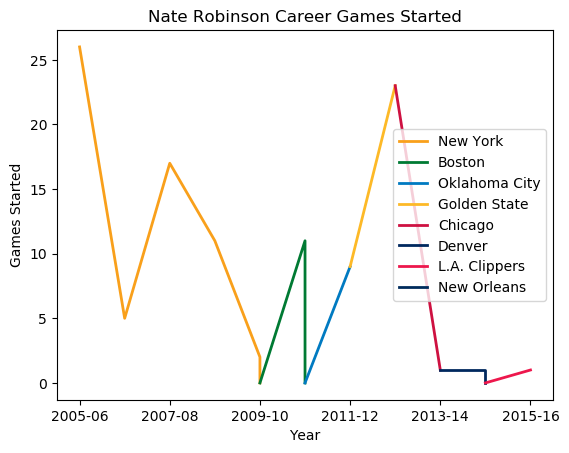 Nate Robinson Career Games Started
Games Started
25
20
15
10
5
0
New York
Boston
Oklahoma City
Golden State
Chicago
Denver
L.A. Clippers
New Orleans
2005-06 2007-08 2009-10 2011-12 2013-14 2015-16
Year